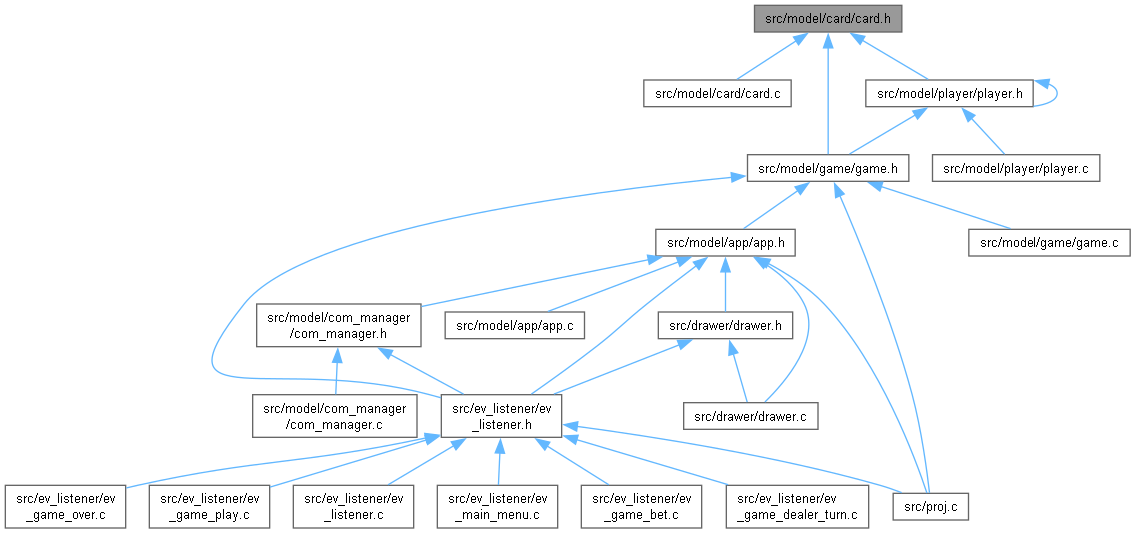 src/model/card/card.h
src/model/card/card.c
src/model/player/player.h
src/model/game/game.h
src/model/player/player.c
src/model/app/app.h
src/model/game/game.c
src/model/com_manager
/com_manager.h
src/model/app/app.c
src/drawer/drawer.h
src/model/com_manager
/com_manager.c
src/ev_listener/ev
_listener.h
src/drawer/drawer.c
src/ev_listener/ev
_game_over.c
src/ev_listener/ev
_game_play.c
src/ev_listener/ev
_listener.c
src/ev_listener/ev
_main_menu.c
src/ev_listener/ev
_game_bet.c
src/ev_listener/ev
_game_dealer_turn.c
src/proj.c